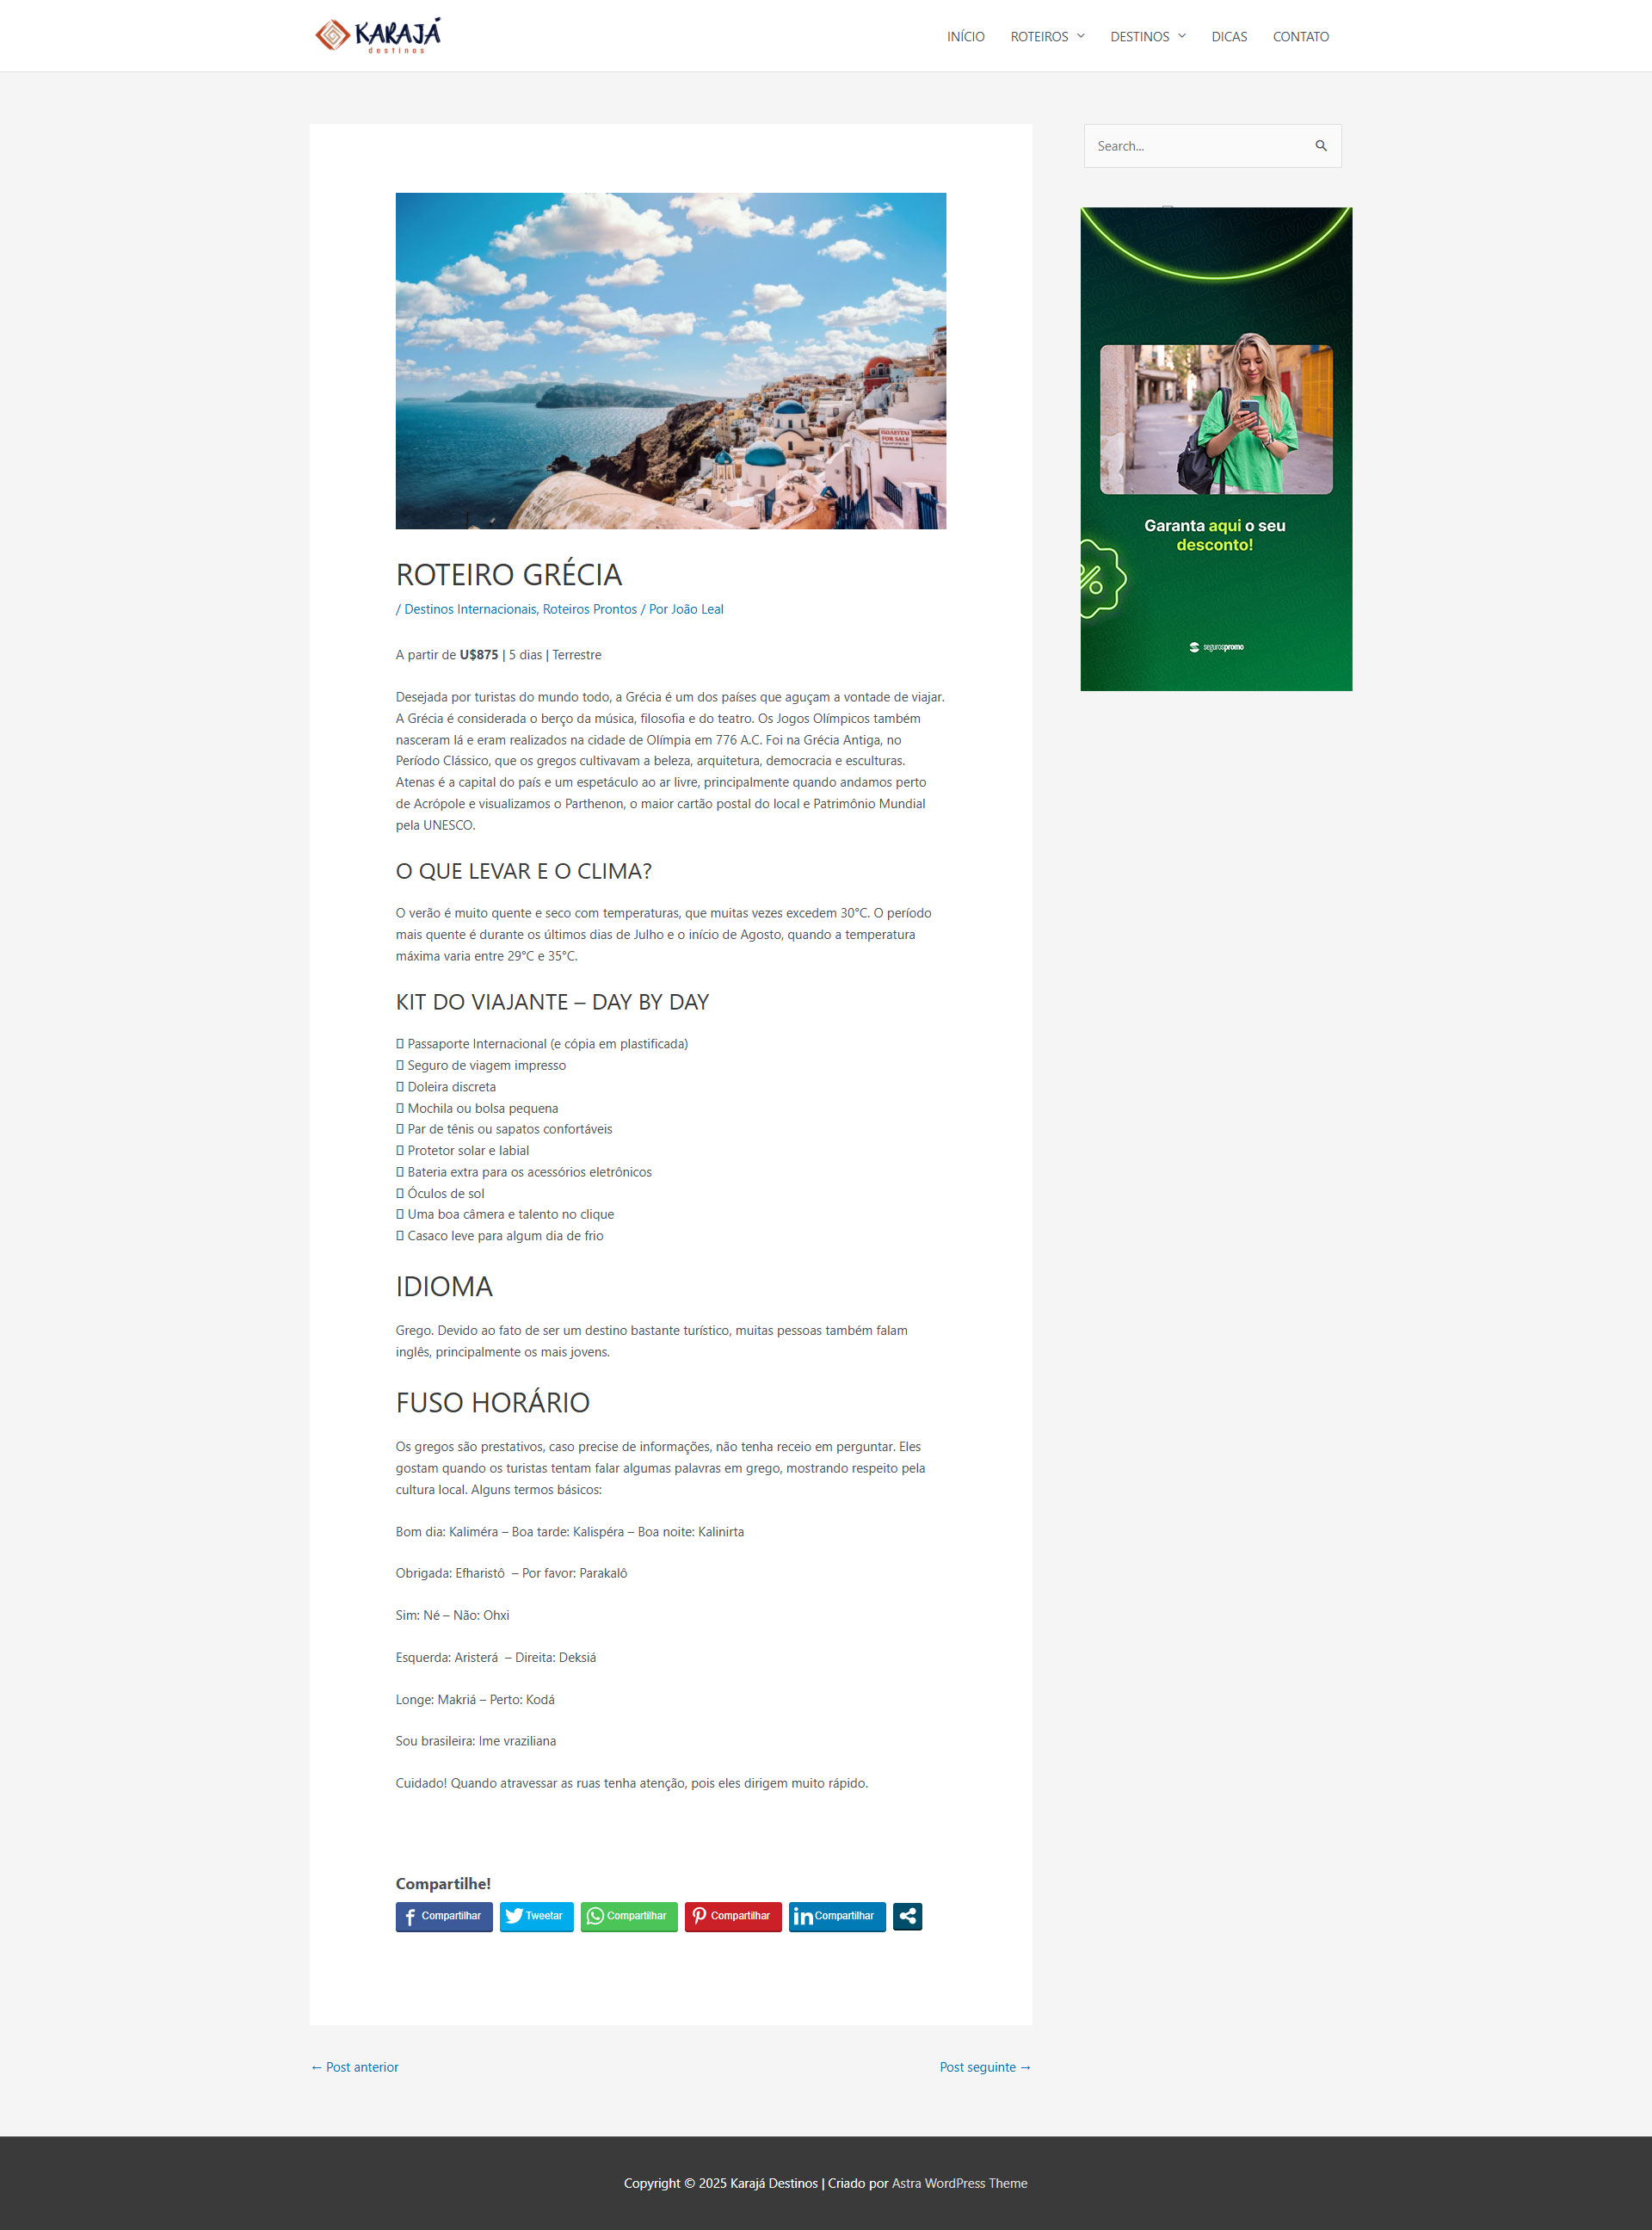 KARAJÁ
destinos
INÍCIO
ROTEIROS
DESTINOS
DICAS
CONTATO
Search...
ΠΩΛΕΙΤΑΙ
FOR SALE
ROTEIRO GRÉCIA
/ Destinos Internacionais, Roteiros Prontos / Por João Leal
A partir de U$875 | 5 dias | Terrestre
Desejada por turistas do mundo todo, a Grécia é um dos países que aguçam a vontade de viajar.
A Grécia é considerada o berço da música, filosofia e do teatro. Os Jogos Olímpicos também
nasceram lá e eram realizados na cidade de Olímpia em 776 A.C. Foi na Grécia Antiga, no
Período Clássico, que os gregos cultivavam a beleza, arquitetura, democracia e esculturas.
Atenas é a capital do país e um espetáculo ao ar livre, principalmente quando andamos perto
de Acrópole e visualizamos o Parthenon, o maior cartão postal do local e Patrimônio Mundial
pela UNESCO.
O QUE LEVAR E O CLIMA?
O verão é muito quente e seco com temperaturas, que muitas vezes excedem 30°C. O período
mais quente é durante os últimos dias de Julho e o início de Agosto, quando a temperatura
máxima varia entre 29°C e 35°C.
KIT DO VIAJANTE – DAY BY DAY
Passaporte Internacional (e cópia em plastificada)
Seguro de viagem impresso
Doleira discreta
Mochila ou bolsa pequena
Par de tênis ou sapatos confortáveis
Protetor solar e labial
Bateria extra para os acessórios eletrônicos
Óculos de sol
Uma boa câmera e talento no clique
Casaco leve para algum dia de frio
IDIOMA
Grego. Devido ao fato de ser um destino bastante turístico, muitas pessoas também falam
inglês, principalmente os mais jovens.
FUSO HORÁRIO
Os gregos são prestativos, caso precise de informações, não tenha receio em perguntar. Eles
gostam quando os turistas tentam falar algumas palavras em grego, mostrando respeito pela
cultura local. Alguns termos básicos:
Bom dia: Kaliméra – Boa tarde: Kalispéra – Boa noite: Kalinirta
Obrigada: Efharistô – Por favor: Parakalô
Sim: Né – Não: Ohxi
Esquerda: Aristerá – Direita: Deksiá
Longe: Makriá – Perto: Kodá
Sou brasileira: Ime vraziliana
Cuidado! Quando atravessar as ruas tenha atenção, pois eles dirigem muito rápido.
Compartilhe!
Compartilhar
Tweetar
Compartilhar
Compartilhar
Compartilhar
← Post anterior
Post seguinte →
Garanta aqui o seu
desconto!
%
segurospromo
Copyright © 2025 Karajá Destinos | Criado por Astra WordPress Theme